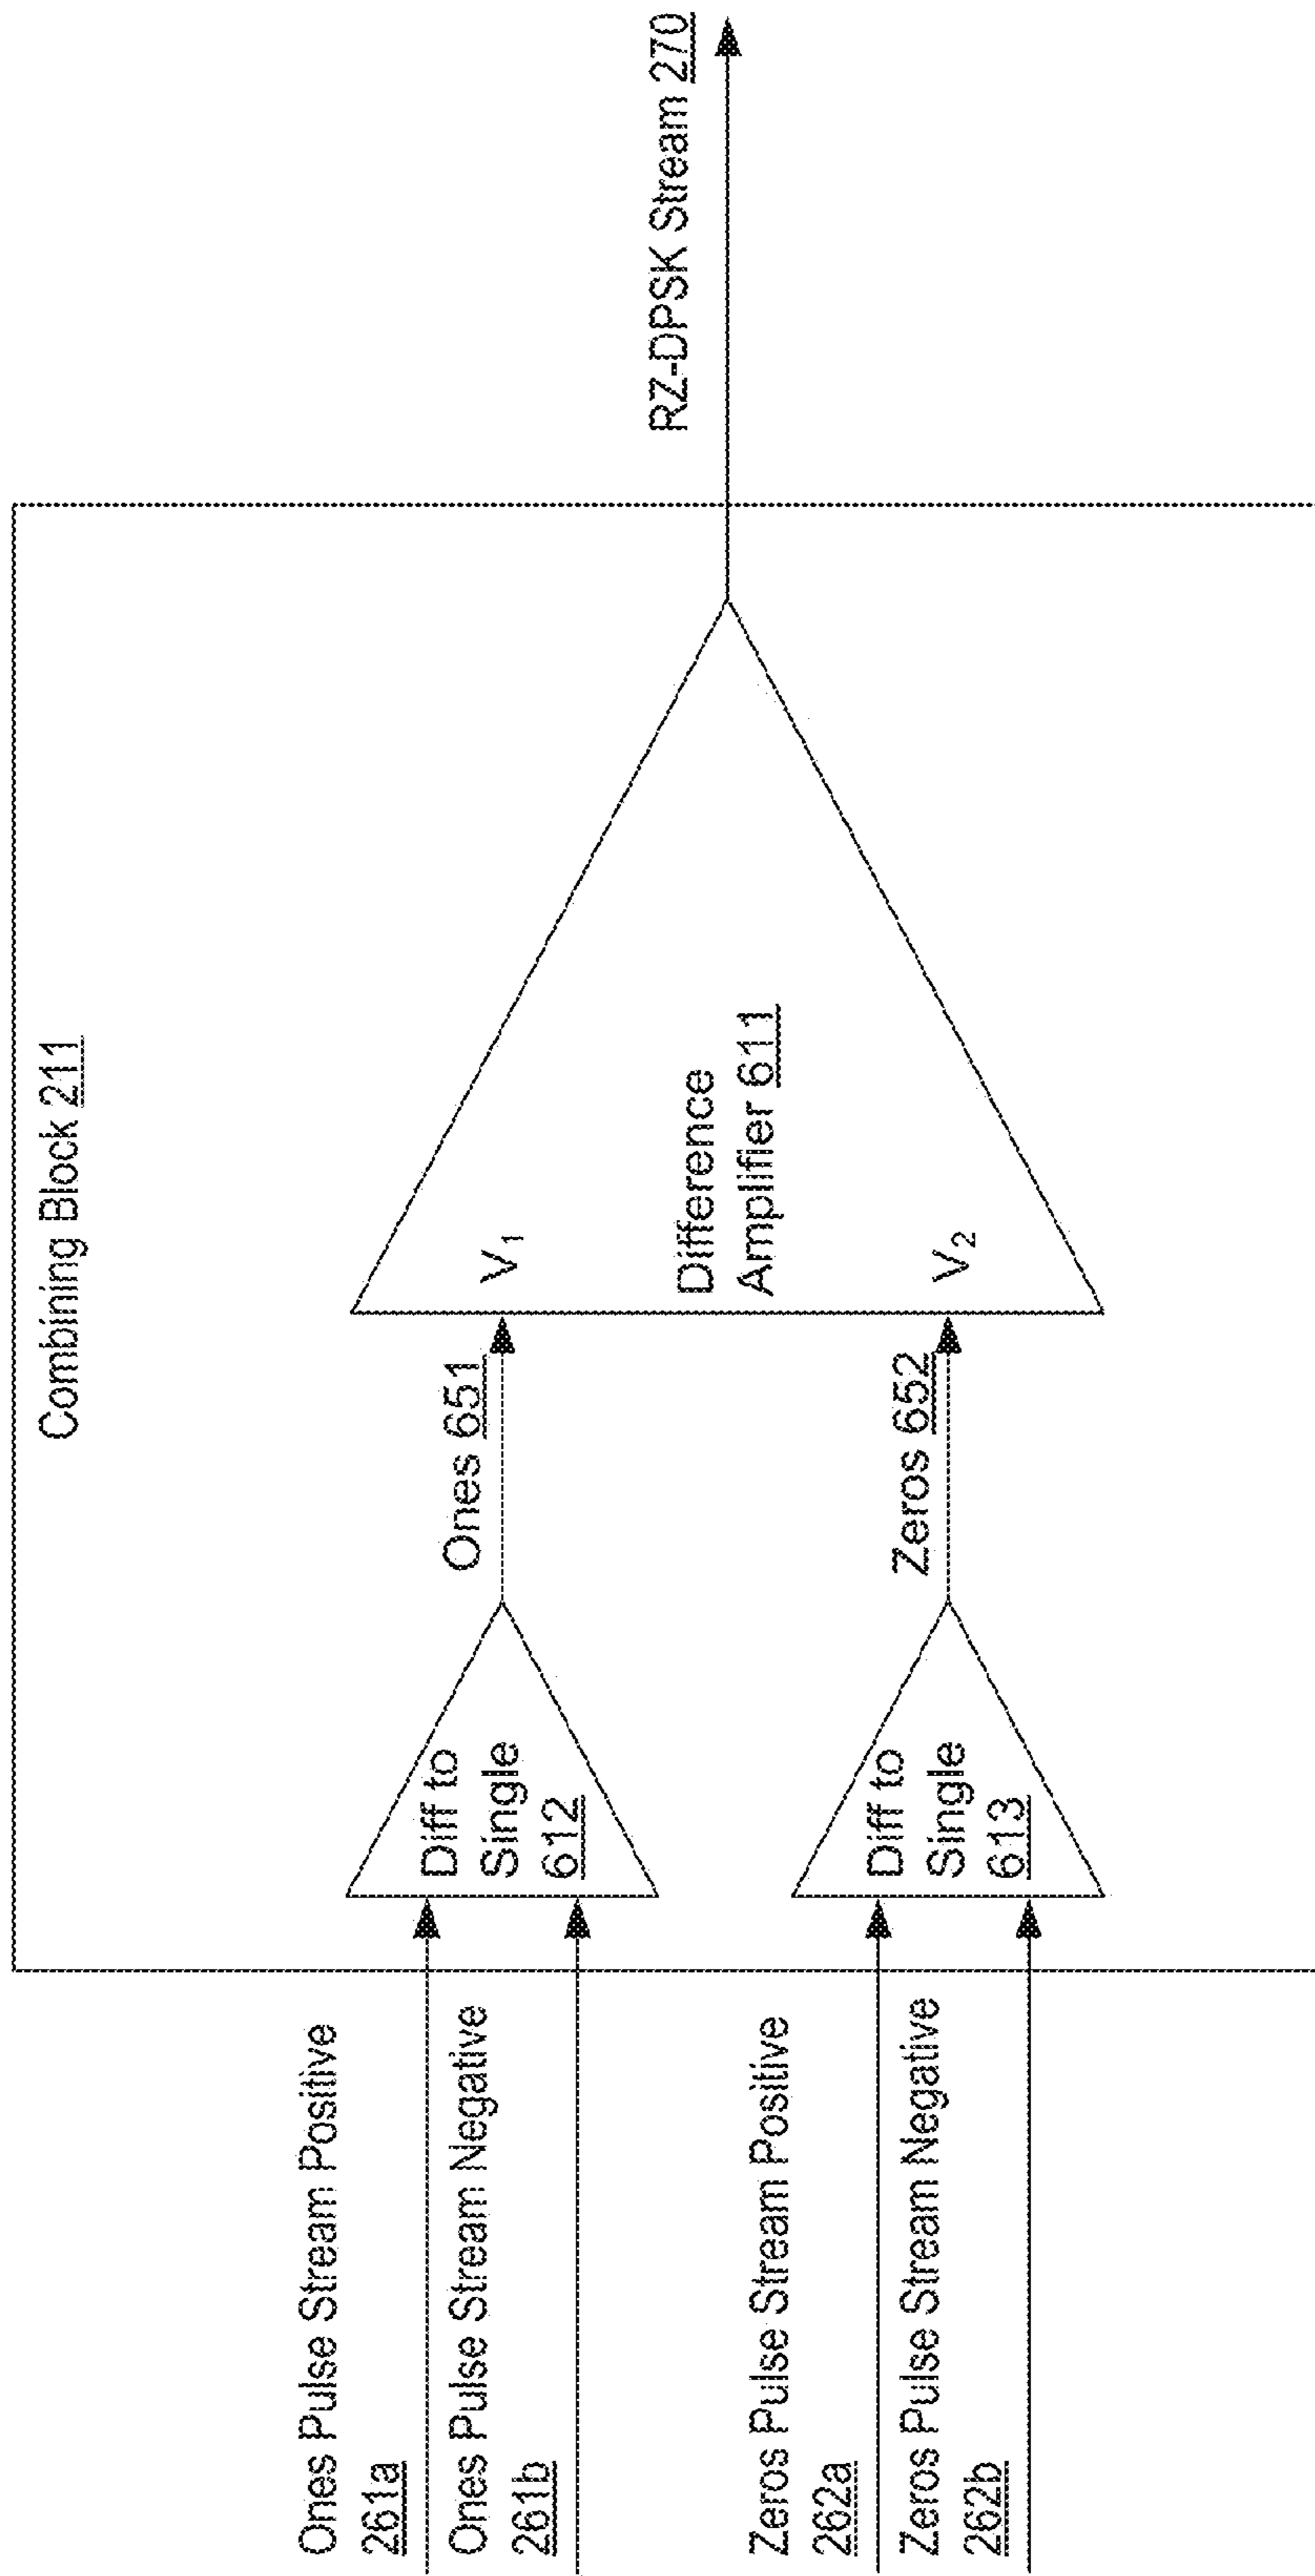 Combining Block 211
Ones Pulse Stream Positive
261a
Ones Pulse Stream Negative
261b
Zeros Pulse Stream Positive
262a
Zeros Pulse Stream Negative
262b
Diff to
Single
612
Diff to
Single
613
Ones 651
Zeros 652
V₁
V₂
Difference
Amplifier 611
RZ-DPSK Stream 270